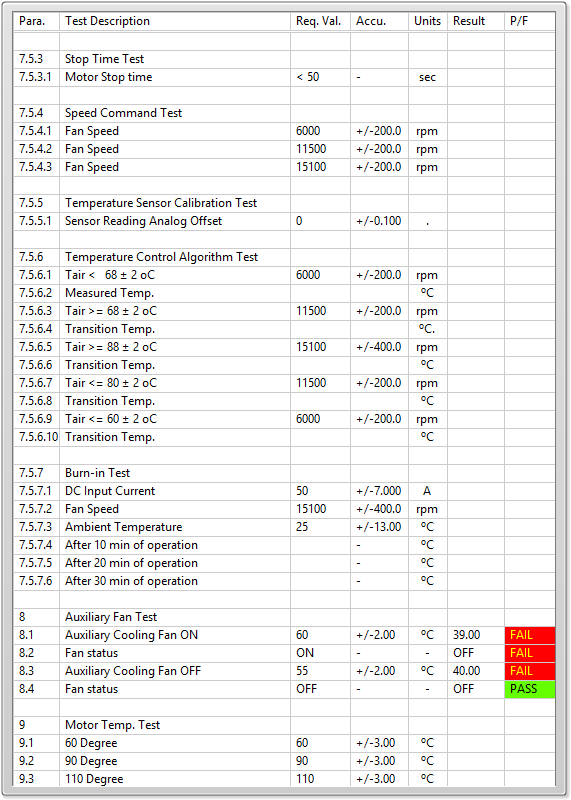 Para. Test Description Req. Val. Accu. Units Result P/F
7.5.3 Stop Time Test
7.5.3.1 Motor Stop time < 50 - sec
7.5.4 Speed Command Test
7.5.4.1 Fan Speed 6000 +/-200.0 rpm
7.5.4.2 Fan Speed 11500 +/-200.0 rpm
7.5.4.3 Fan Speed 15100 +/-200.0 rpm
7.5.5 Temperature Sensor Calibration Test
7.5.5.1 Sensor Reading Analog Offset 0 +/-0.100 .
7.5.6 Temperature Control Algorithm Test
7.5.6.1 Tair < 68 ± 2 oC 6000 +/-200.0 rpm
7.5.6.2 Measured Temp. ºC
7.5.6.3 Tair >= 68 ± 2 oC 11500 +/-200.0 rpm
7.5.6.4 Transition Temp. ºC.
7.5.6.5 Tair >= 88 ± 2 oC 15100 +/-400.0 rpm
7.5.6.6 Transition Temp. ºC
7.5.6.7 Tair <= 80 ± 2 oC 11500 +/-200.0 rpm
7.5.6.8 Transition Temp. ºC
7.5.6.9 Tair <= 60 ± 2 oC 6000 +/-200.0 rpm
7.5.6.10 Transition Temp. ºC
7.5.7 Burn-in Test
7.5.7.1 DC Input Current 50 +/-7.000 A
7.5.7.2 Fan Speed 15100 +/-400.0 rpm
7.5.7.3 Ambient Temperature 25 +/-13.00 ºC
7.5.7.4 After 10 min of operation - ºC
7.5.7.5 After 20 min of operation - ºC
7.5.7.6 After 30 min of operation - ºC
8 Auxiliary Fan Test
8.1 Auxiliary Cooling Fan ON 60 +/-2.00 ºC 39.00 FAIL
8.2 Fan status ON - - OFF FAIL
8.3 Auxiliary Cooling Fan OFF 55 +/-2.00 ºC 40.00 FAIL
8.4 Fan status OFF - - OFF PASS
9 Motor Temp. Test
9.1 60 Degree 60 +/-3.00 ºC
9.2 90 Degree 90 +/-3.00 ºC
9.3 110 Degree 110 +/-3.00 ºC